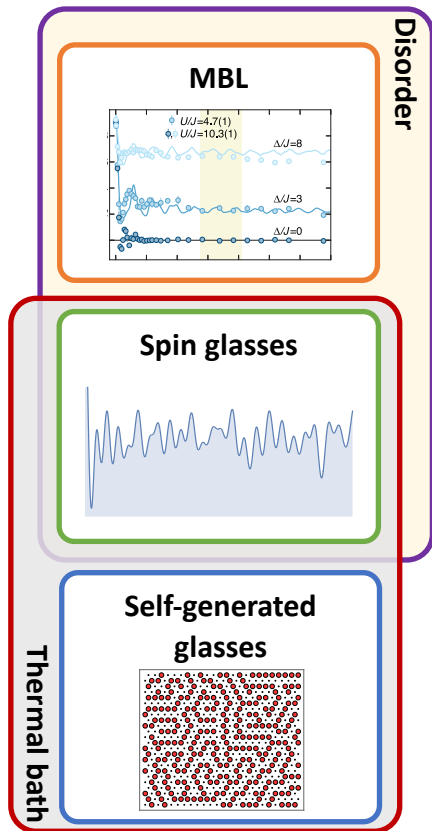 Disorder
MBL
U/J=4.7(1)
U/J=10.3(1)
Δ/J=8
Δ/J=3
Δ/J=0
Spin glasses
Self-generated
glasses
Thermal bath